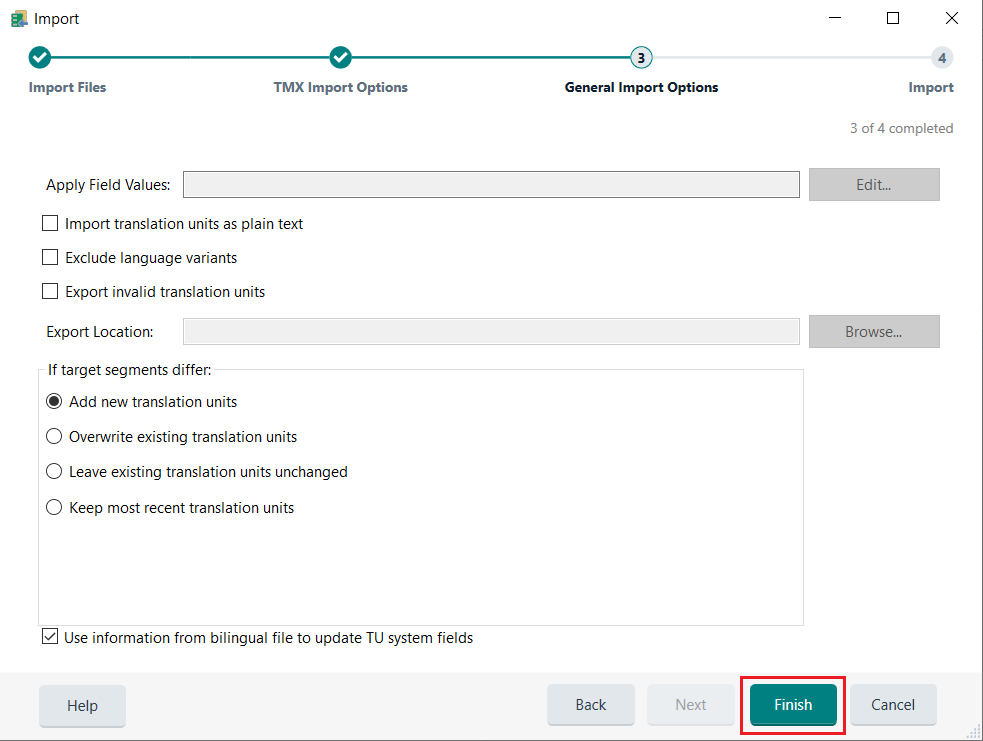 Import
3 4
Import Files TMX Import Options General Import Options Import
3 of 4 completed
Apply Field Values: Edit...
Import translation units as plain text
Exclude language variants
Export invalid translation units
Export Location: Browse...
If target segments differ:
Add new translation units
Overwrite existing translation units
Leave existing translation units unchanged
Keep most recent translation units
Use information from bilingual file to update TU system fields
Help Back Next Finish Cancel